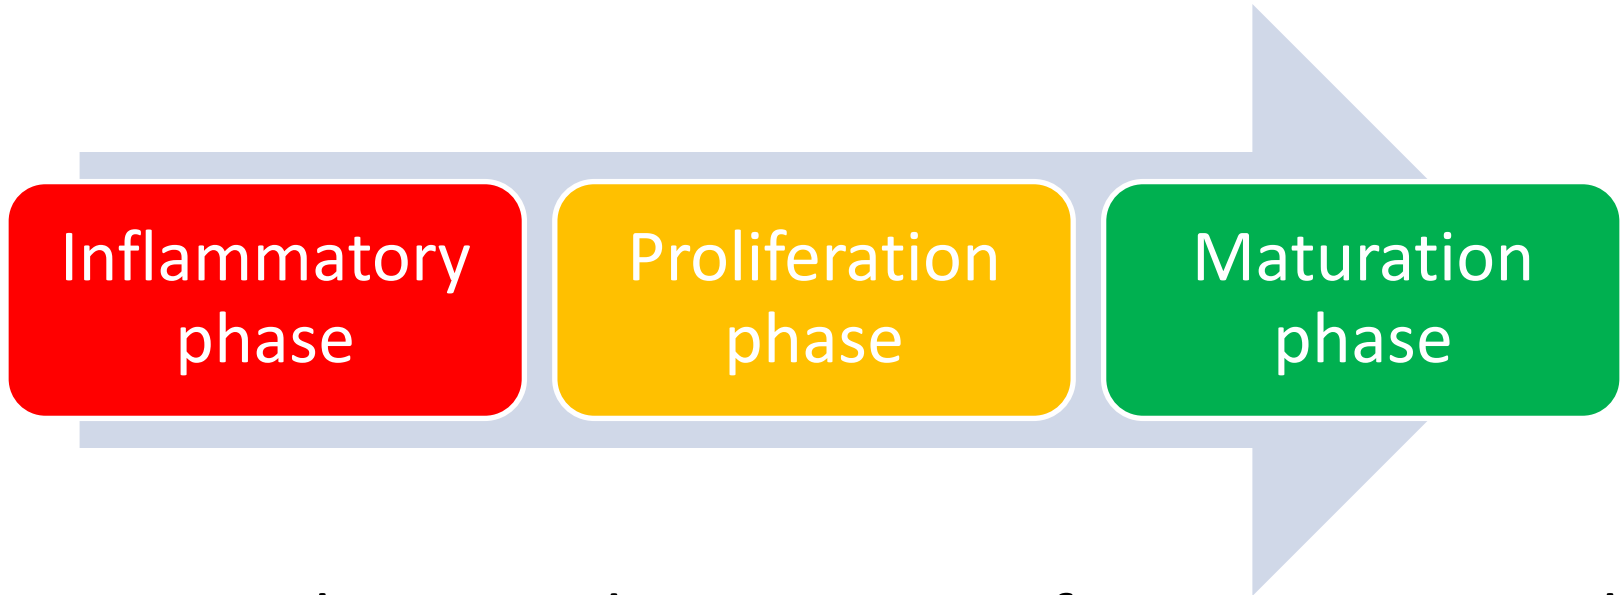 Inflammatory
phase
Proliferation
phase
Maturation
phase